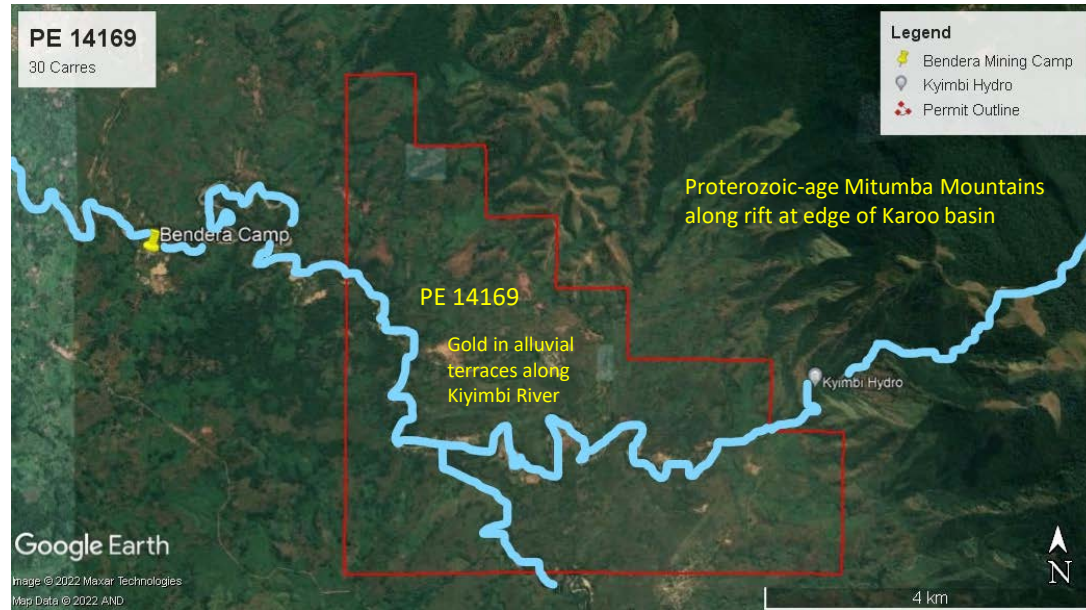 PE 14169
30 Carres
Legend
Bendera Mining Camp
Kyimbi Hydro
Permit Outline
Proterozoic-age Mitumba Mountains
along rift at edge of Karoo basin
Bendera Camp
PE 14169
Gold in alluvial
terraces along
Kiyimbi River
Kyimbi Hydro
Google Earth
Image © 2022 Maxar Technologies
Map Data © 2022 AND
N
4 km